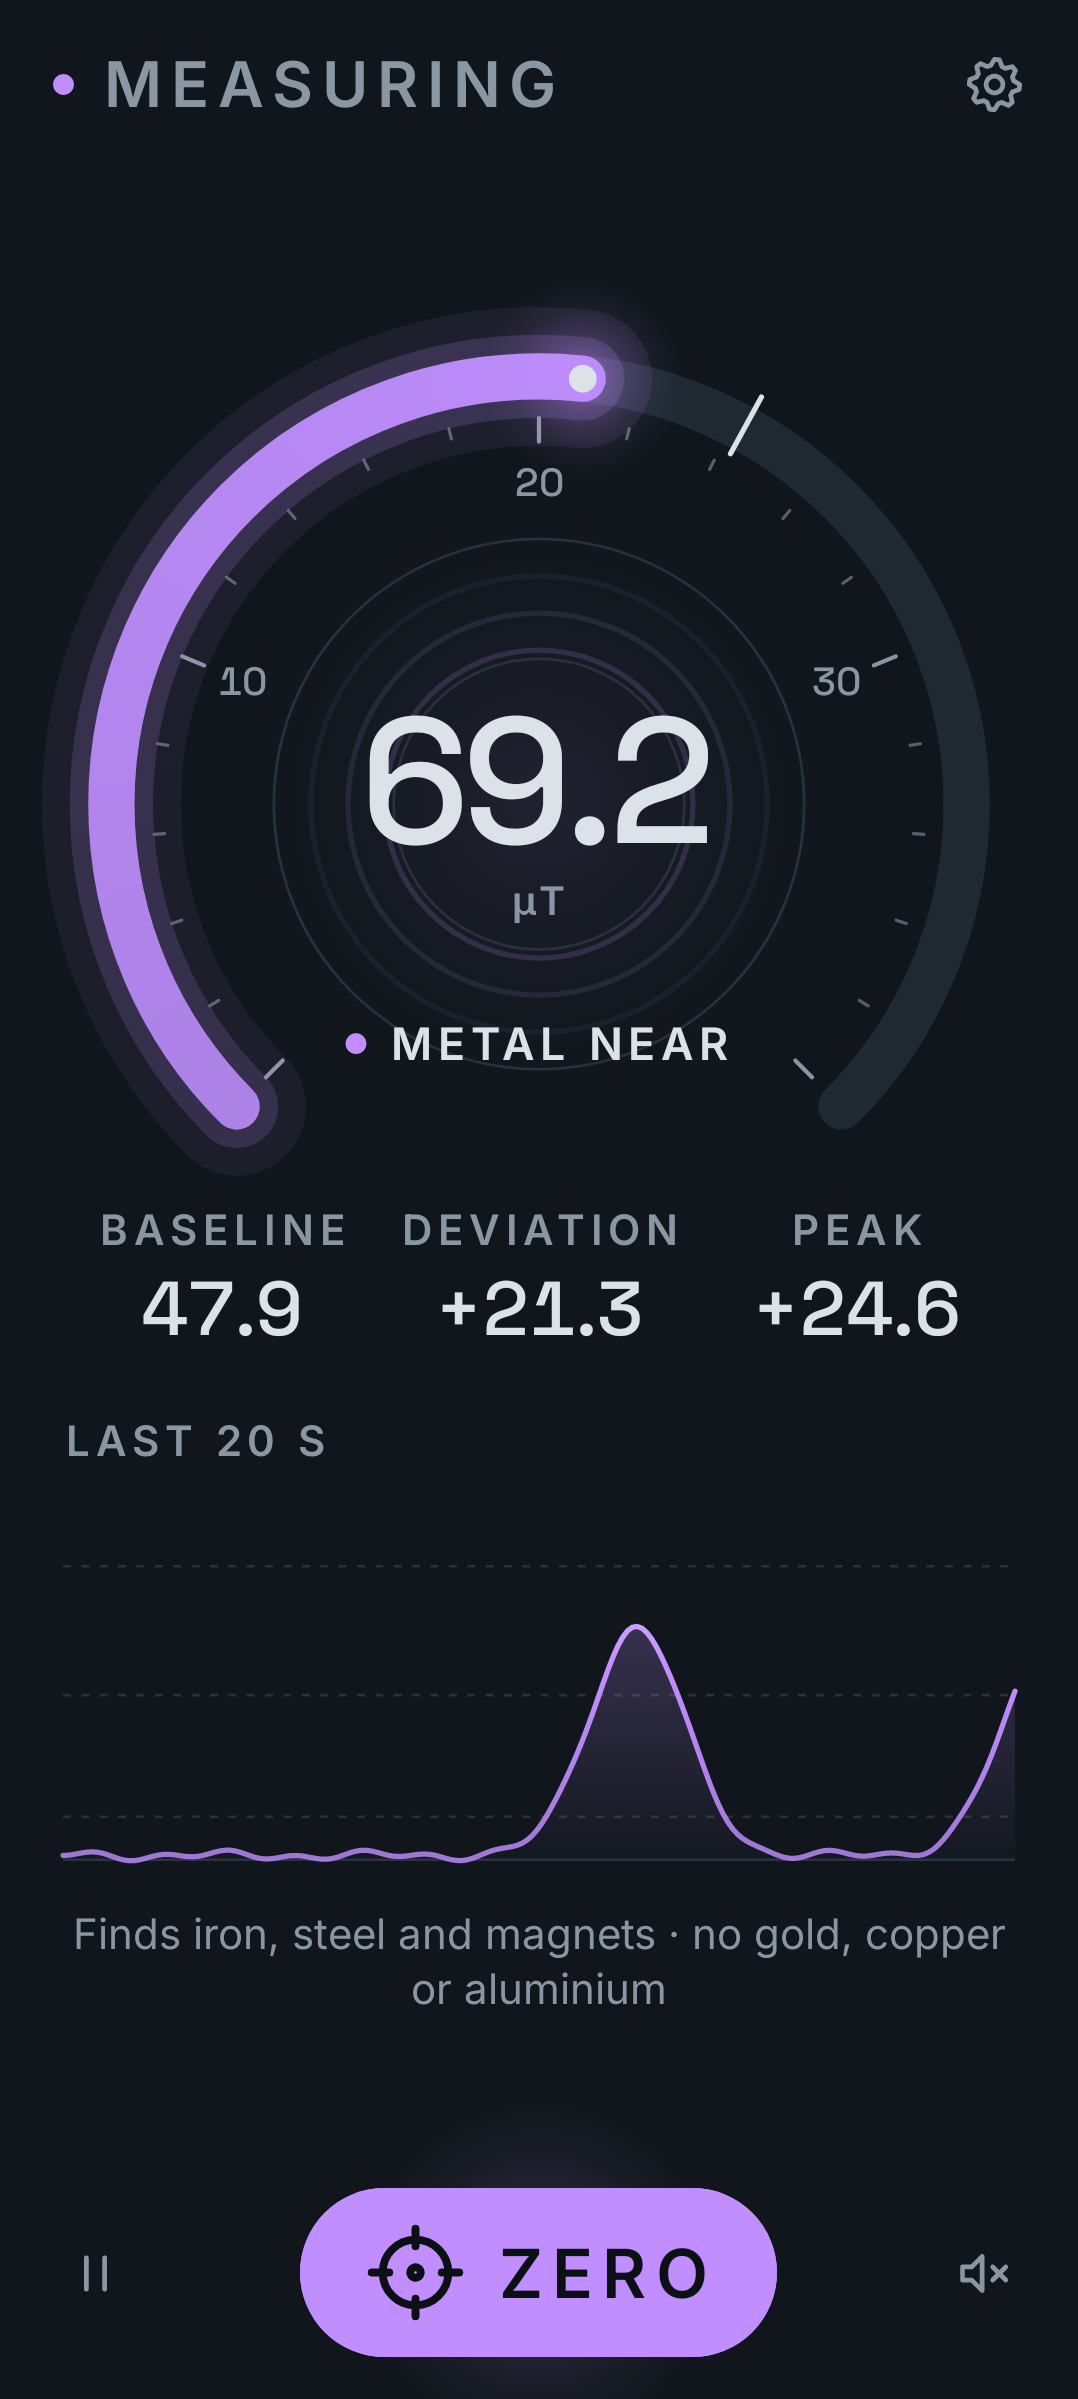 MEASURING
20
10
30
69.2
µT
METAL NEAR
BASELINE DEVIATION PEAK
47.9 +21.3 +24.6
LAST 20 S
Finds iron, steel and magnets · no gold, copper
or aluminium
ZERO